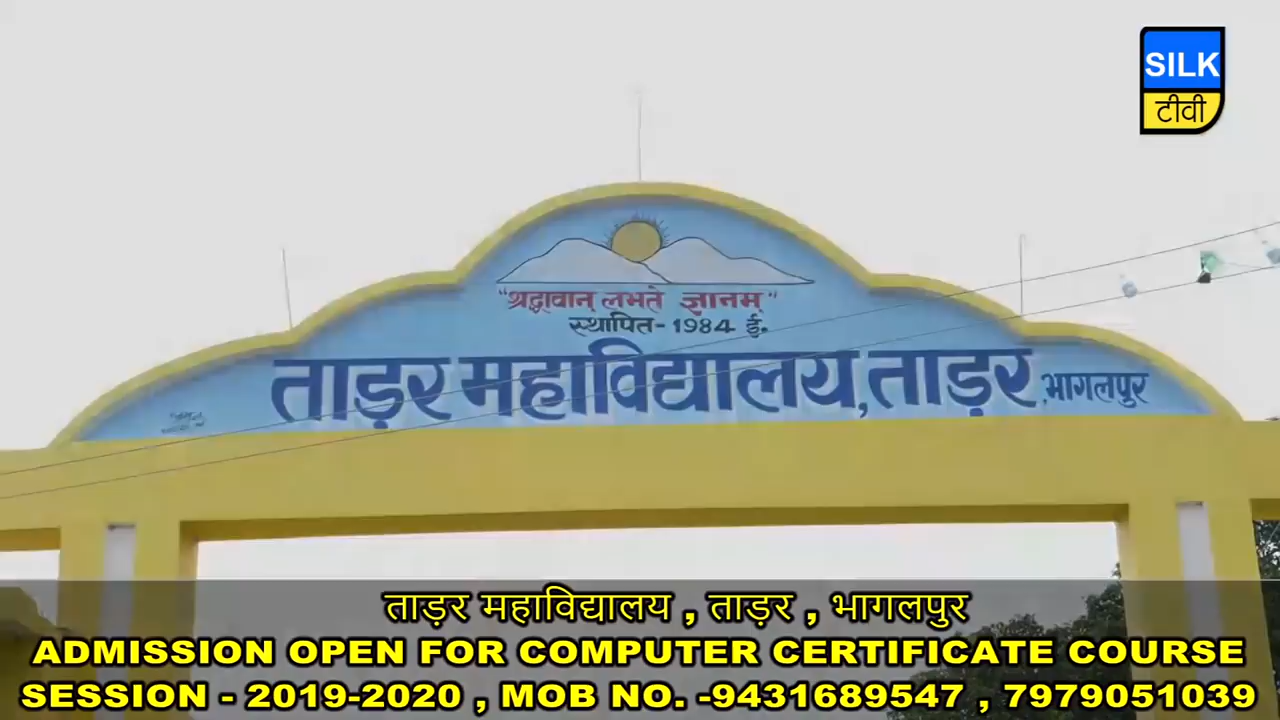 SILK
टीवी
"श्रद्धावान् लभते ज्ञानम्"
स्थापित- 1984 ई.
ताड़र महाविद्यालय, ताड़र, भागलपुर
ताड़र महाविद्यालय , ताड़र , भागलपुर
ADMISSION OPEN FOR COMPUTER CERTIFICATE COURSE
SESSION - 2019-2020 , MOB NO. -9431689547 , 7979051039